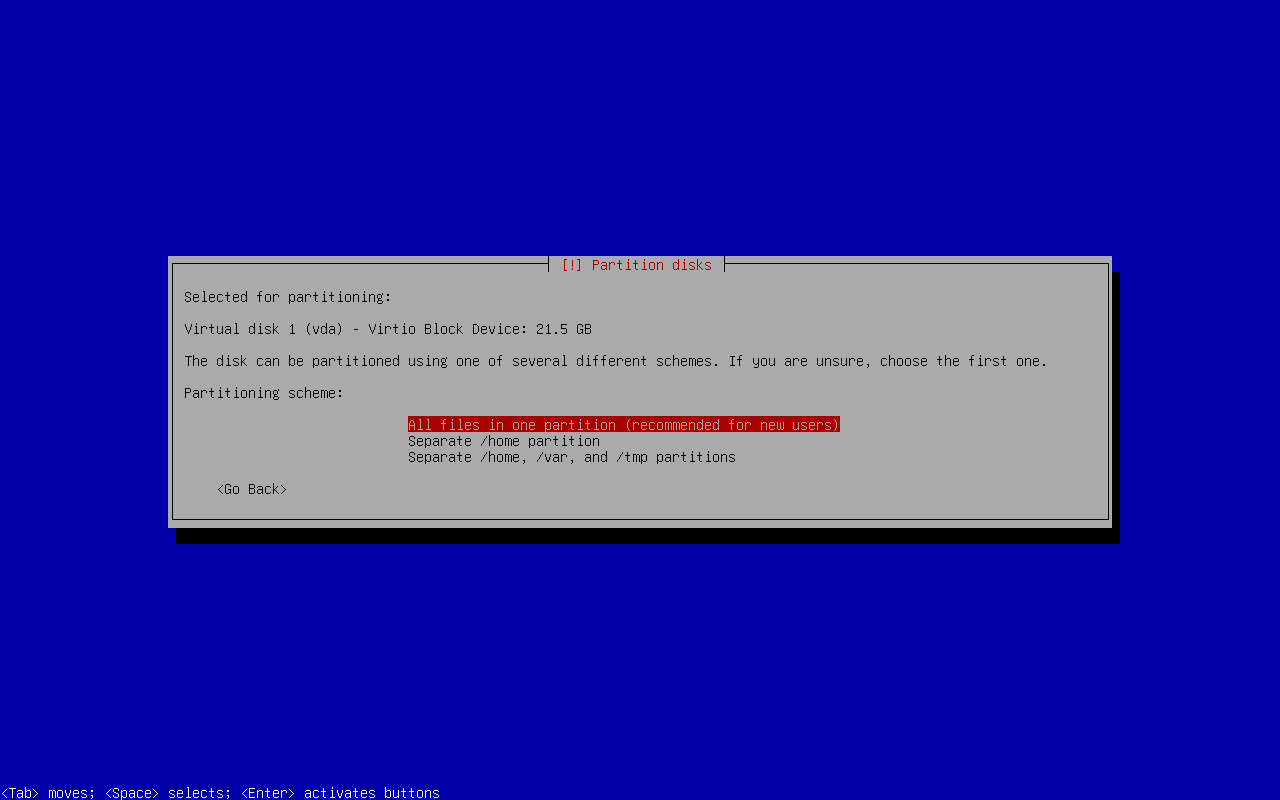 [!] Partition disks
Selected for partitioning:
Virtual disk 1 (vda) - Virtio Block Device: 21.5 GB
The disk can be partitioned using one of several different schemes. If you are unsure, choose the first one.
Partitioning scheme:
All files in one partition (recommended for new users)
Separate /home partition
Separate /home, /var, and /tmp partitions
<Go Back>
<Tab> moves; <Space> selects; <Enter> activates buttons